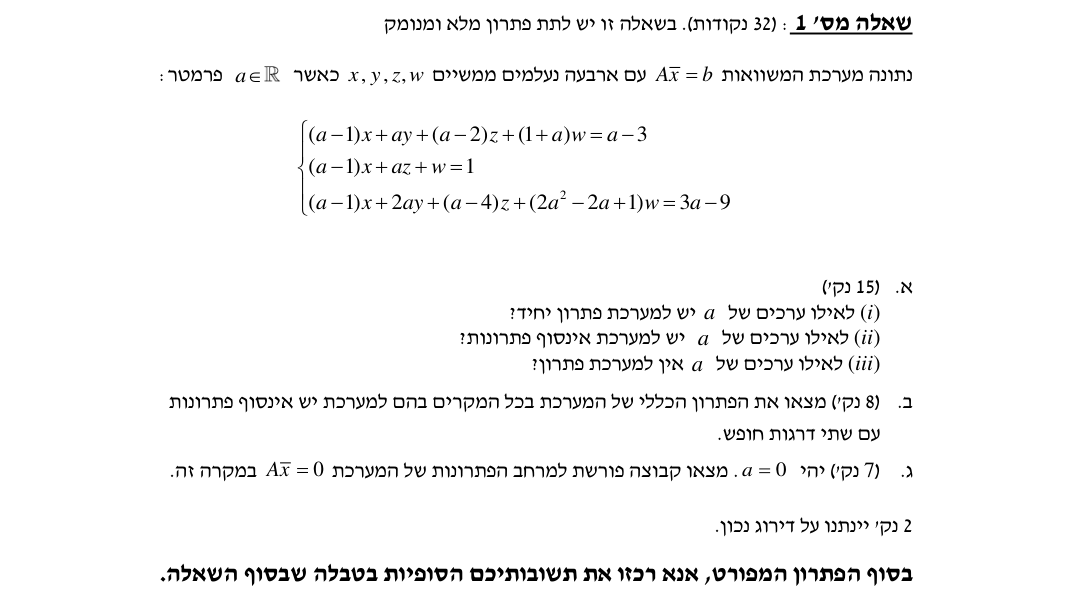 שאלה מס' 1 : (32 נקודות). בשאלה זו יש לתת פתרון מלא ומנומק
נתונה מערכת המשוואות Ax̅ = b עם ארבעה נעלמים ממשיים x, y, z, w כאשר a∈ℝ פרמטר:
(a−1)x+ay+(a−2)z+(1+a)w=a−3
(a−1)x+az+w=1
(a−1)x+2ay+(a−4)z+(2a²−2a+1)w=3a−9
א. (15 נק')
(i) לאילו ערכים של a יש למערכת פתרון יחיד?
(ii) לאילו ערכים של a יש למערכת אינסוף פתרונות?
(iii) לאילו ערכים של a אין למערכת פתרון?
ב. (8 נק') מצאו את הפתרון הכללי של המערכת בכל המקרים בהם למערכת יש אינסוף פתרונות
עם שתי דרגות חופש.
ג. (7 נק') יהי a = 0. מצאו קבוצה פורשת למרחב הפתרונות של המערכת Ax̅ = 0 במקרה זה.
2 נק' יינתנו על דירוג נכון.
בסוף הפתרון המפורט, אנא רכזו את תשובותיכם הסופיות בטבלה שבסוף השאלה.